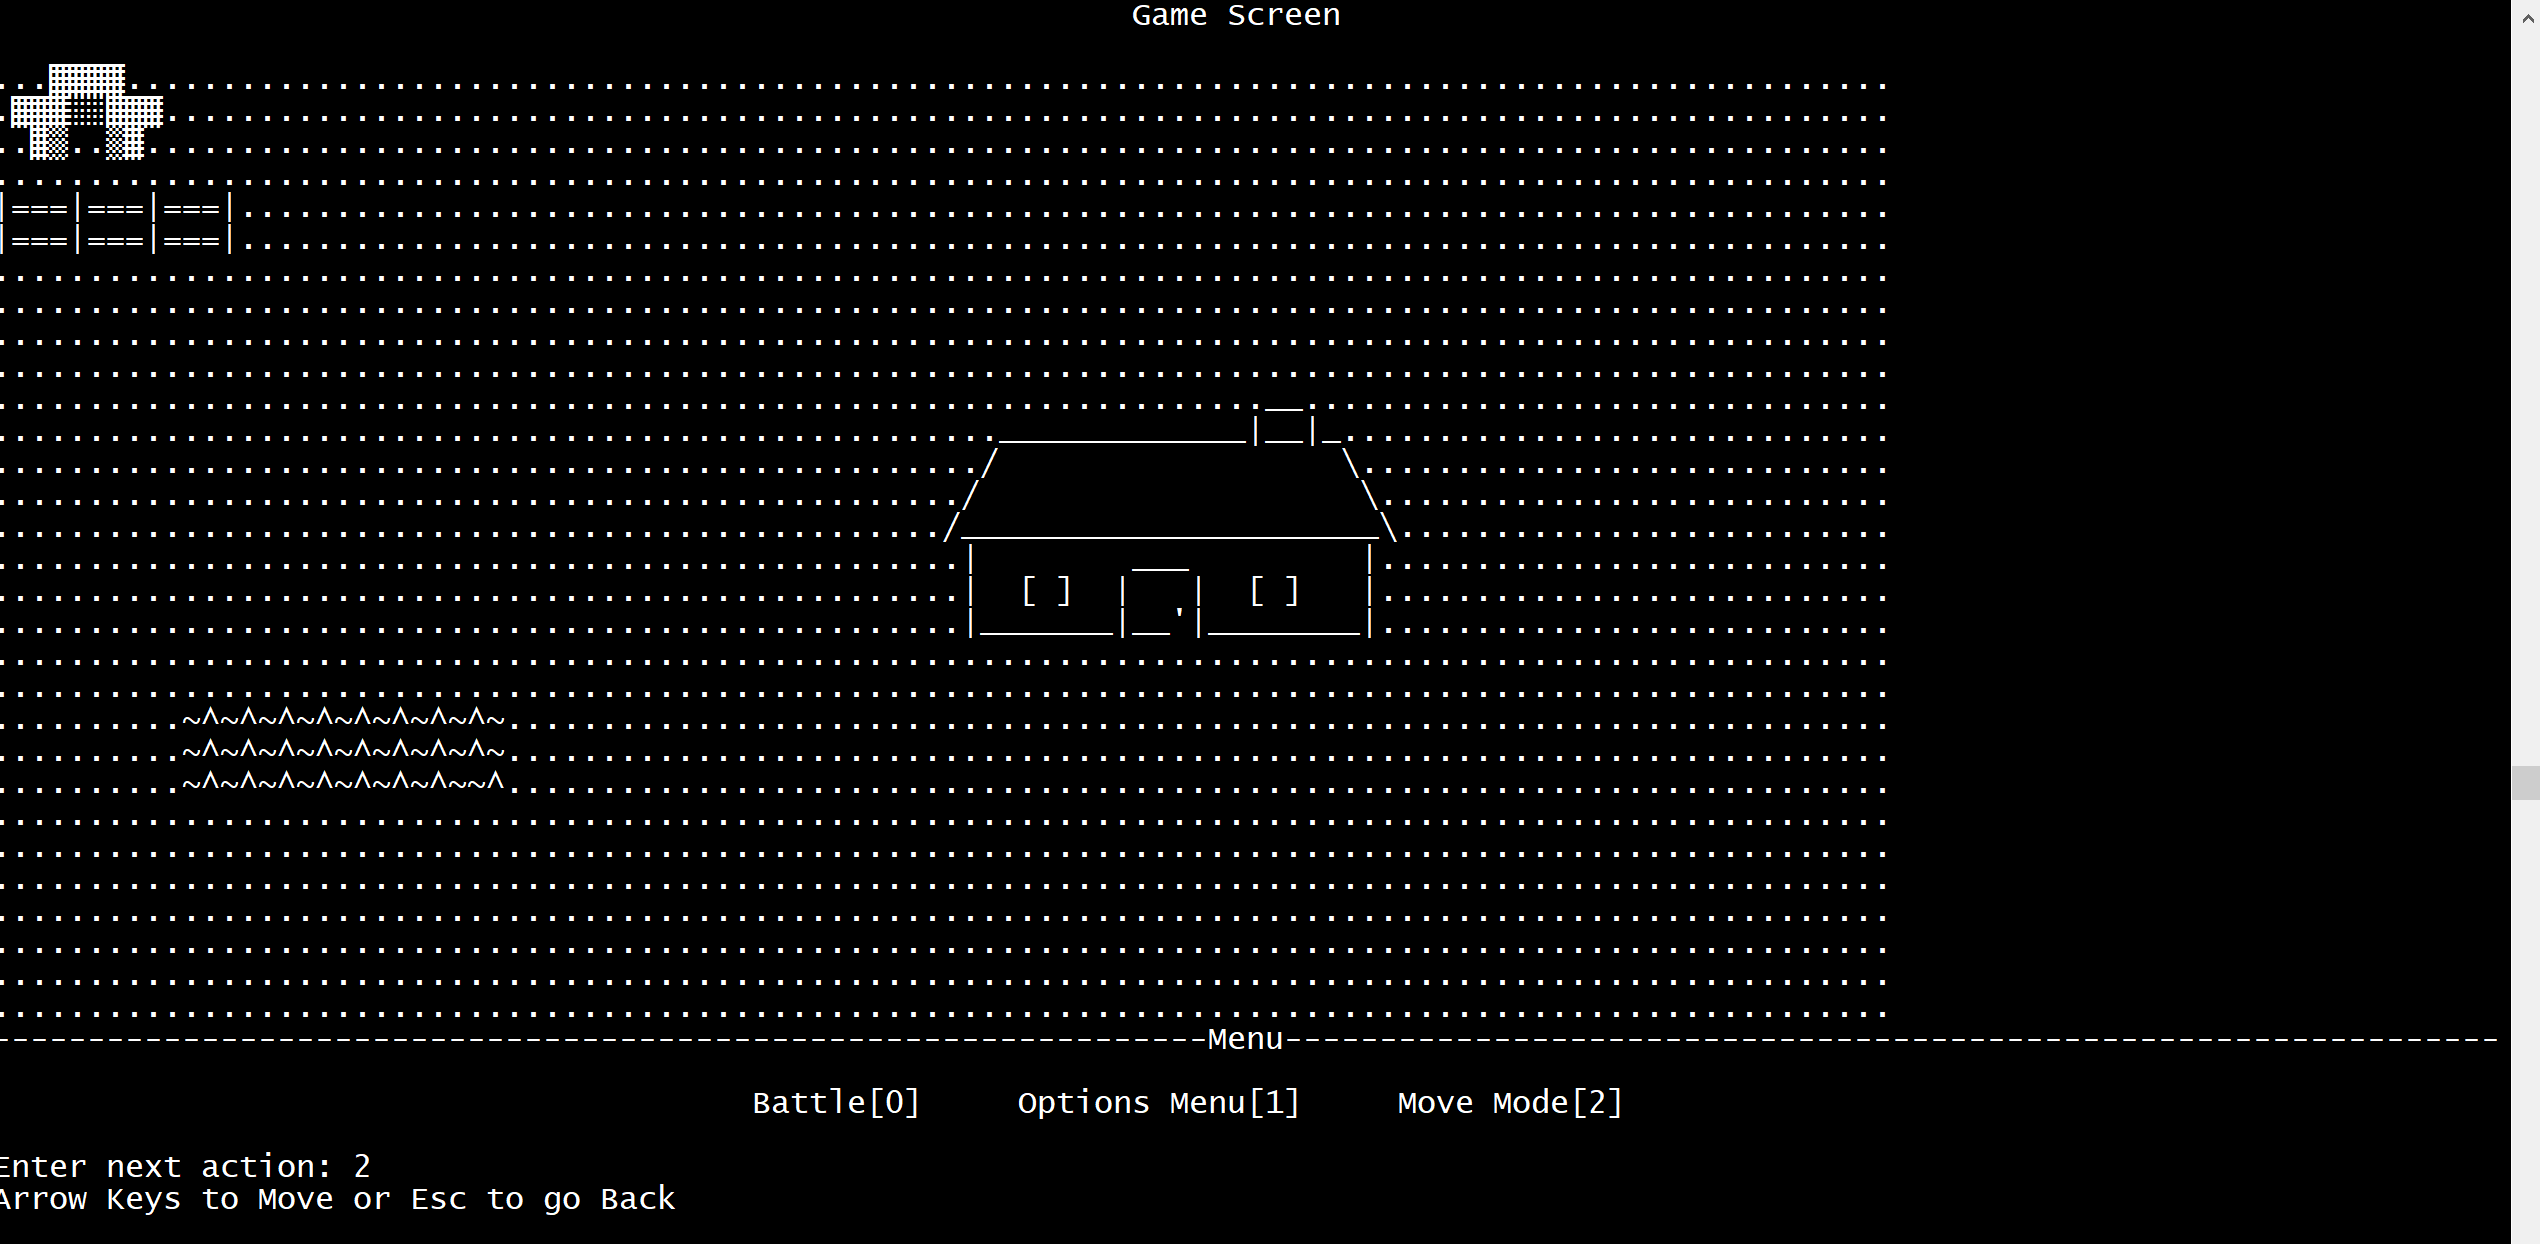 Game Screen
Menu
Battle[0] Options Menu[1] Move Mode[2]
Enter next action: 2
Arrow Keys to Move or Esc to go Back